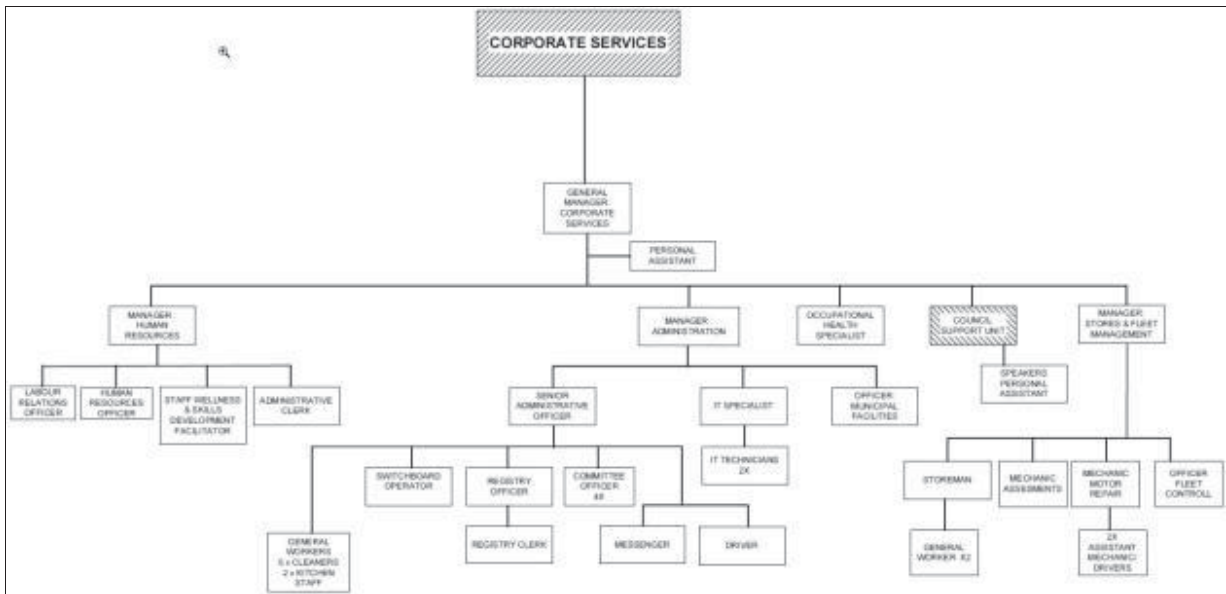 CORPORATE SERVICES
GENERAL
MANAGER
CORPORATE
SERVICES
PERSONAL
ASSISTANT
MANAGER
HUMAN
RESOURCES
MANAGER
ADMINISTRATION
OCCUPATIONAL
HEALTH
SPECIALIST
COUNCIL
SUPPORT UNIT
MANAGER
STORES & FLEET
MANAGEMENT
LABOUR
RELATIONS
OFFICER
HUMAN
RESOURCES
OFFICER
STAFF WELLNESS
& SKILLS
DEVELOPMENT
FACILITATOR
ADMINISTRATIVE
CLERK
SENIOR
ADMINISTRATIVE
OFFICER
IT SPECIALIST
OFFICER
MUNICIPAL
FACILITIES
SPEAKERS
PERSONAL
ASSISTANT
SWITCHBOARD
OPERATOR
REGISTRY
OFFICER
COMMITTEE
OFFICER
IT TECHNICIANS
2X
STOREMAN
MECHANIC
ASSESMENTS
MECHANIC
MOTOR
REPAIR
OFFICER
FLEET
CONTROLL
GENERAL
WORKERS
CLEANERS
2 x KITCHEN
STAFF
REGISTRY CLERK
MESSENGER
DRIVER
GENERAL
WORKER X2
2X
ASSISTANT
MECHANIC/
DRIVERS